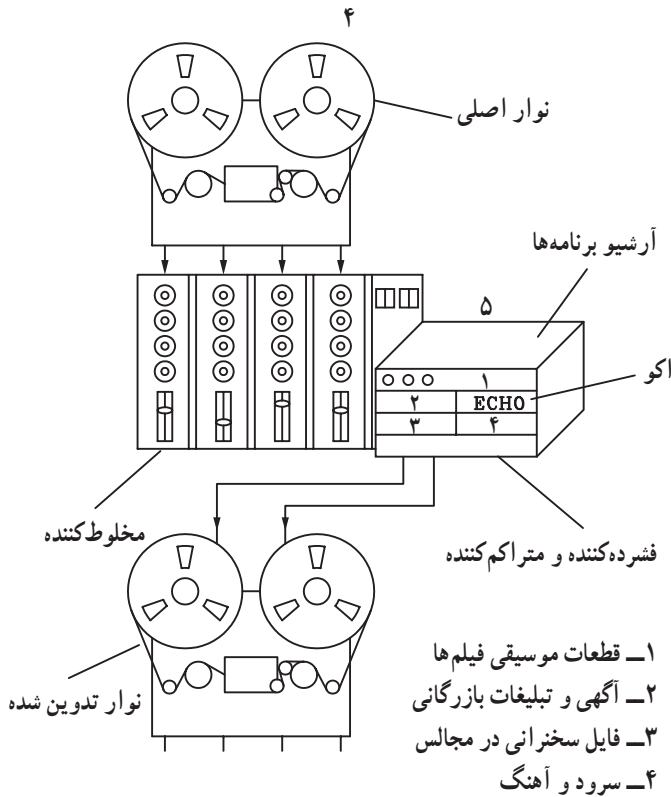 ۴
نوار اصلی
آرشیو برنامه‌ها
۵
۱
اکو
۲ ECHO
۳ ۴
مخلوط‌کننده
فشرده‌کننده و متراکم‌کننده
نوار تدوین شده
۱ــ قطعات موسیقی فیلم‌ها
۲ــ آگهی و تبلیغات بازرگانی
۳ــ فایل سخنرانی در مجالس
۴ــ سرود و آهنگ